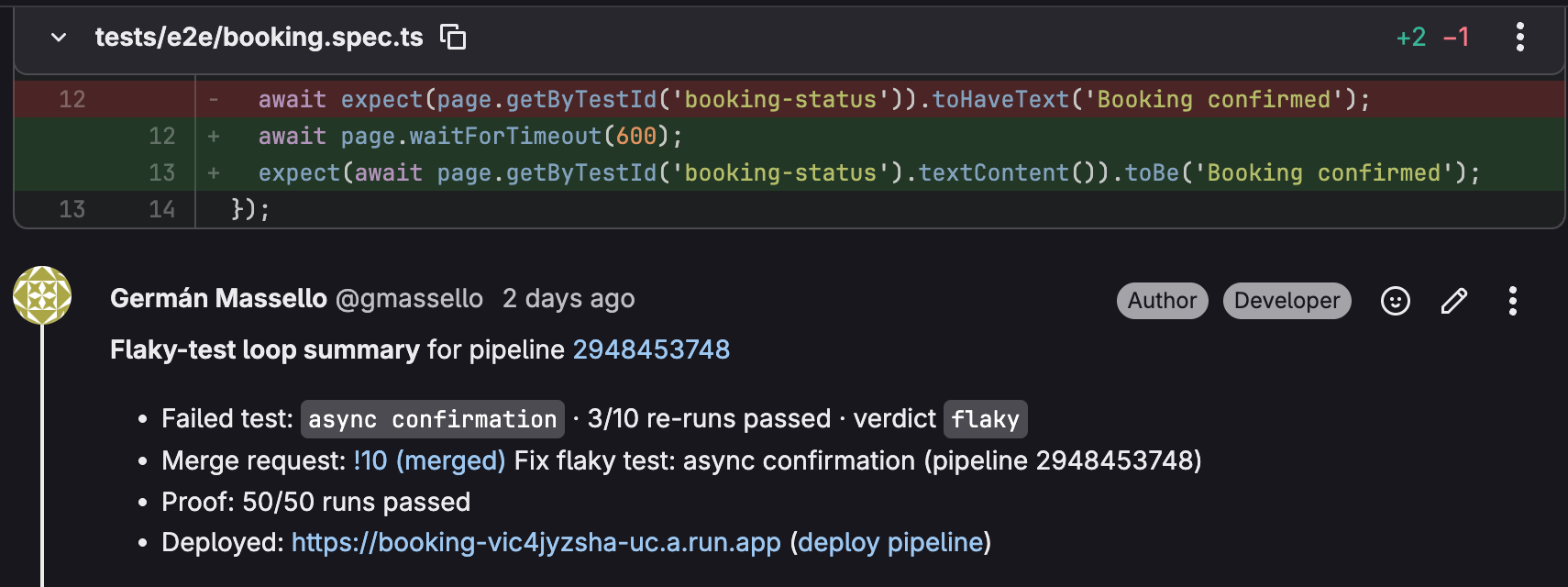 tests/e2e/booking.spec.ts +2 −1
12 - await expect(page.getByTestId('booking-status')).toHaveText('Booking confirmed');
12 + await page.waitForTimeout(600);
13 + expect(await page.getByTestId('booking-status').textContent()).toBe('Booking confirmed');
13 14 });
Germán Massello @gmassello 2 days ago Author Developer
Flaky-test loop summary for pipeline 2948453748
• Failed test: async confirmation · 3/10 re-runs passed · verdict flaky
• Merge request: !10 (merged) Fix flaky test: async confirmation (pipeline 2948453748)
• Proof: 50/50 runs passed
• Deployed: https://booking-vic4jyzsha-uc.a.run.app (deploy pipeline)